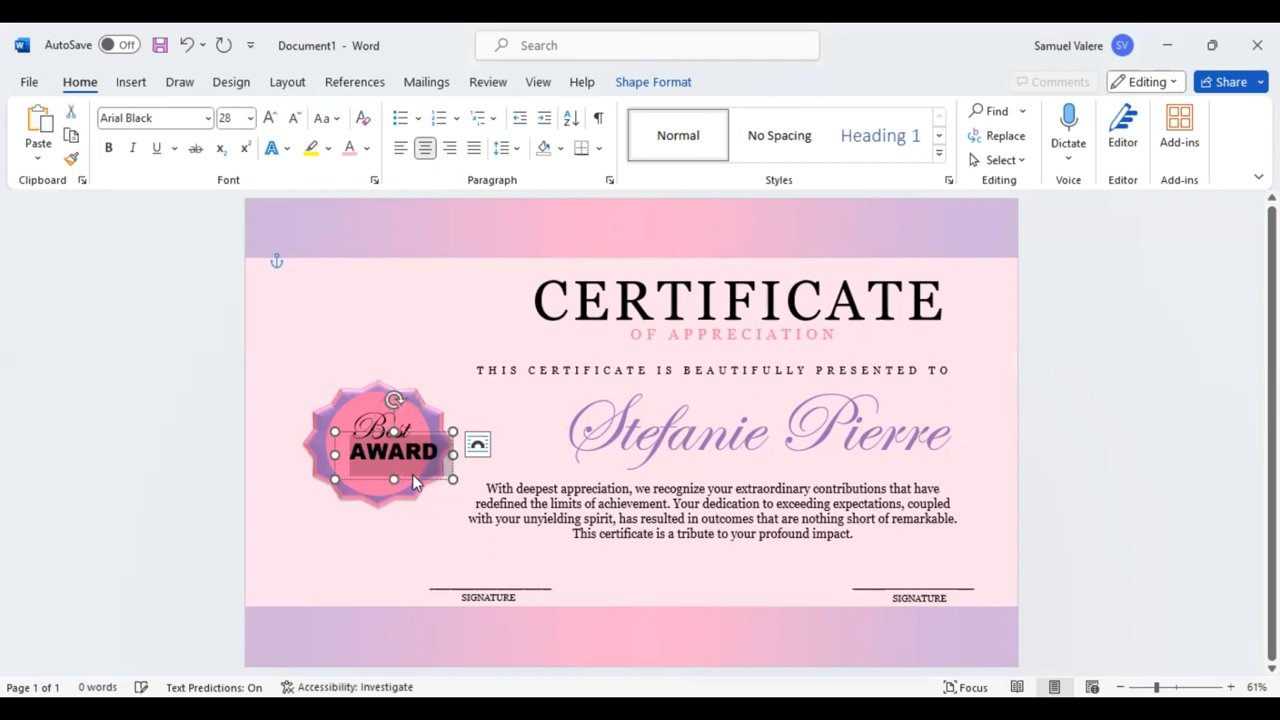 AutoSave Off Document1 - Word Search Samuel Valere SV
File Home Insert Draw Design Layout References Mailings Review View Help Shape Format Comments Editing Share
Paste Arial Black 28 Aa Normal No Spacing Heading 1 Find Replace Select Dictate Editor Add-ins
Clipboard Font Paragraph Styles Editing Voice Editor Add-ins
CERTIFICATE
OF APPRECIATION
THIS CERTIFICATE IS BEAUTIFULLY PRESENTED TO
Stefanie Pierre
Best
AWARD
With deepest appreciation, we recognize your extraordinary contributions that have
redefined the limits of achievement. Your dedication to exceeding expectations, coupled
with your unyielding spirit, has resulted in outcomes that are nothing short of remarkable.
This certificate is a tribute to your profound impact.
SIGNATURE SIGNATURE
Page 1 of 1 0 words Text Predictions: On Accessibility: Investigate Focus 61%